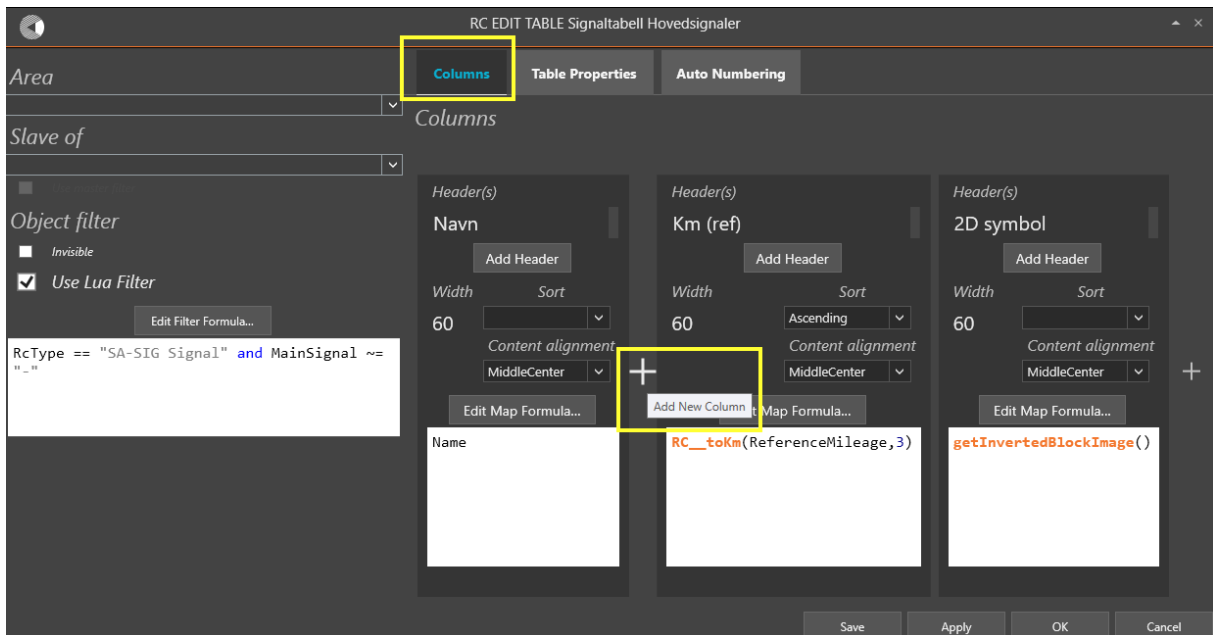 RC EDIT TABLE Signaltabell Hovedsignaler
Area
Slave of
Object filter
Invisible
Use Lua Filter
Edit Filter Formula...
RcType == "SA-SIG Signal" and MainSignal ~=
"-"
Columns
Table Properties
Auto Numbering
Columns
Header(s)
Navn
Add Header
Width
Sort
60
Content alignment
MiddleCenter
Edit Map Formula...
Name
Add New Column
Header(s)
Km (ref)
Add Header
Width
Sort
60
Ascending
Content alignment
MiddleCenter
t Map Formula...
RC__toKm(ReferenceMileage,3)
Header(s)
2D symbol
Add Header
Width
Sort
60
Content alignment
MiddleCenter
Edit Map Formula...
getInvertedBlockImage()
Save
Apply
OK
Cancel